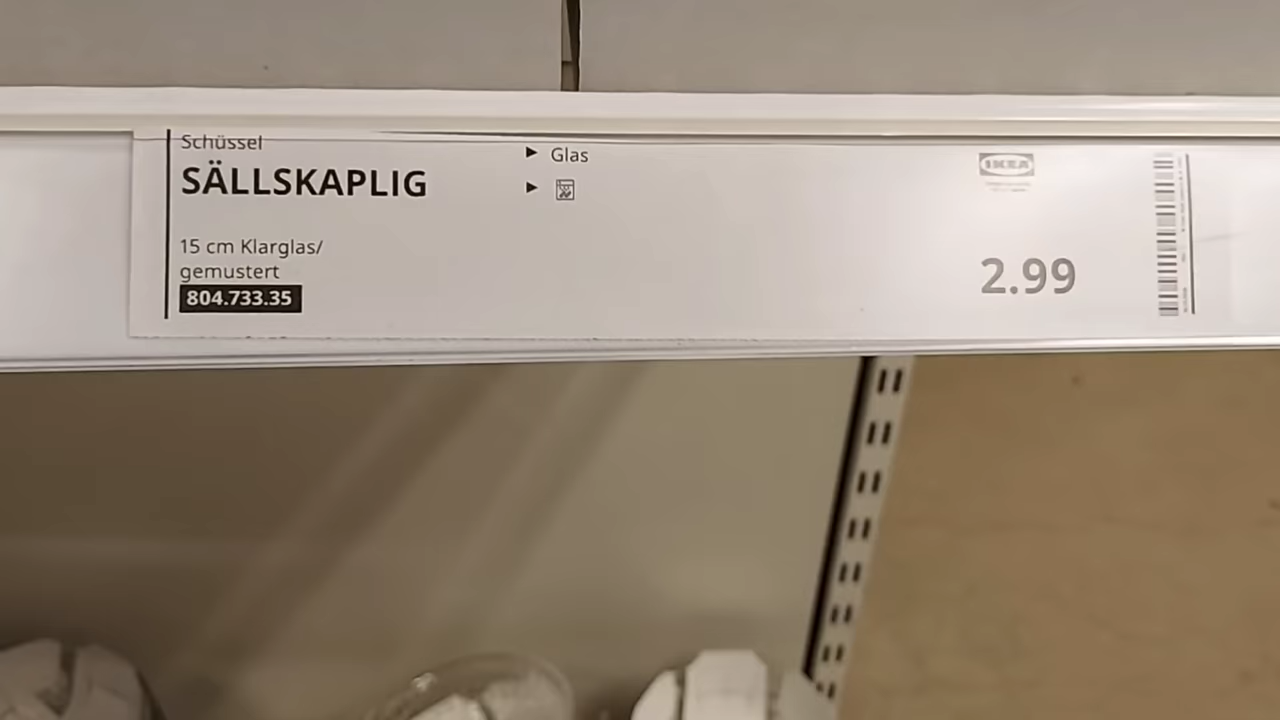 Schüssel
SÄLLSKAPLIG
15 cm Klarglas/
gemustert
804.733.35
Glas
IKEA
2.99